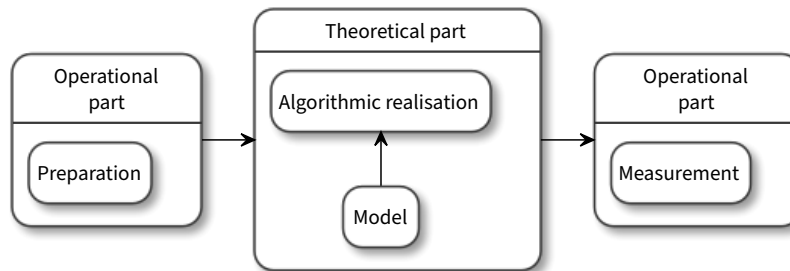 Operational
part
Preparation
Theoretical part
Algorithmic realisation
Model
Operational
part
Measurement